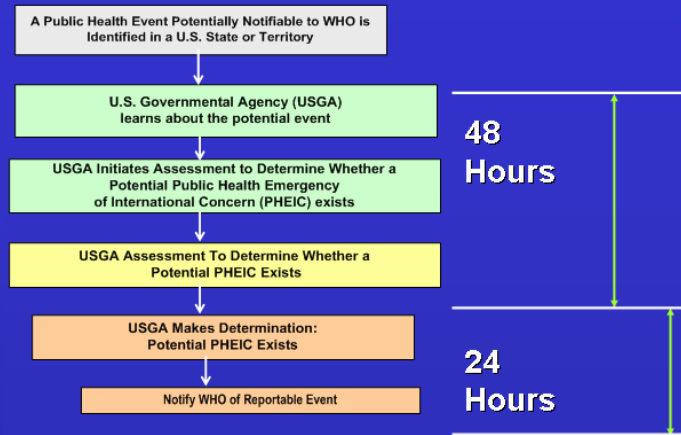 A Public Health Event Potentially Notifiable to WHO is
Identified in a U.S. State or Territory
U.S. Governmental Agency (USGA)
learns about the potential event
USGA Initiates Assessment to Determine Whether a
Potential Public Health Emergency
of International Concern (PHEIC) exists
USGA Assessment To Determine Whether a
Potential PHEIC Exists
48
Hours
USGA Makes Determination:
Potential PHEIC Exists
Notify WHO of Reportable Event
24
Hours